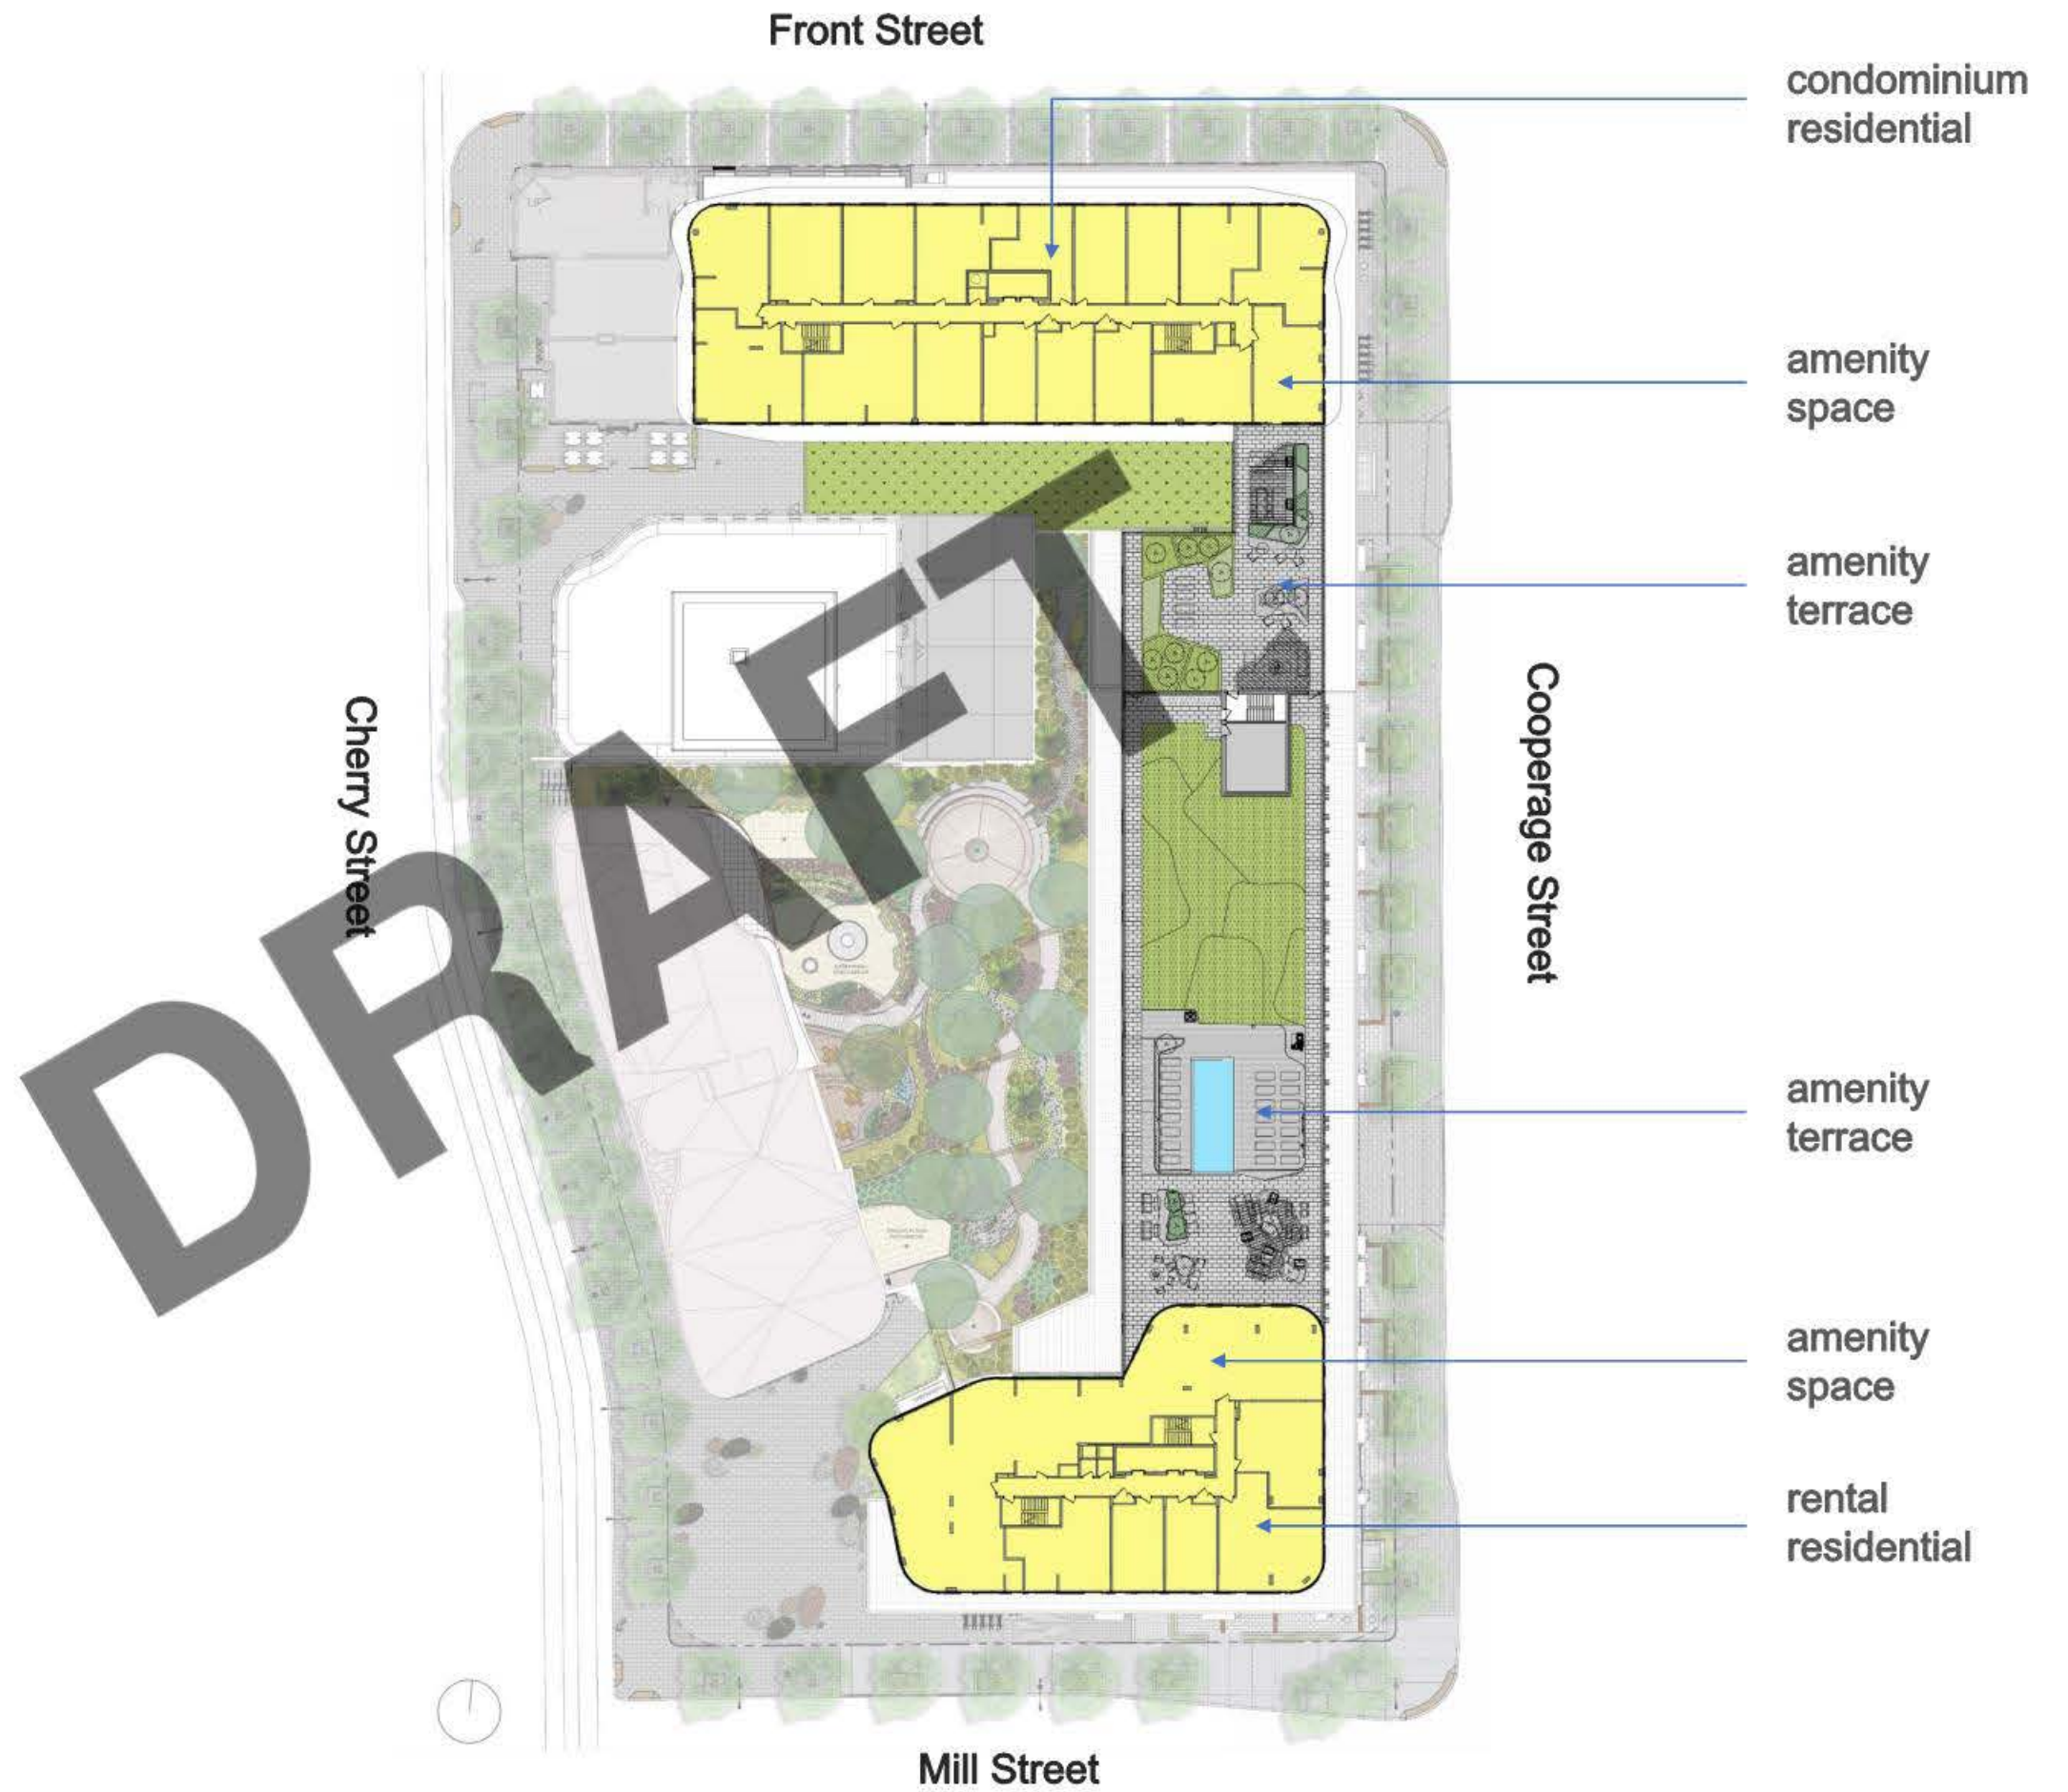 Front Street
condominium
residential
amenity
space
amenity
terrace
Cherry Street
Cooperage Street
DRAFT
amenity
terrace
amenity
space
rental
residential
Mill Street